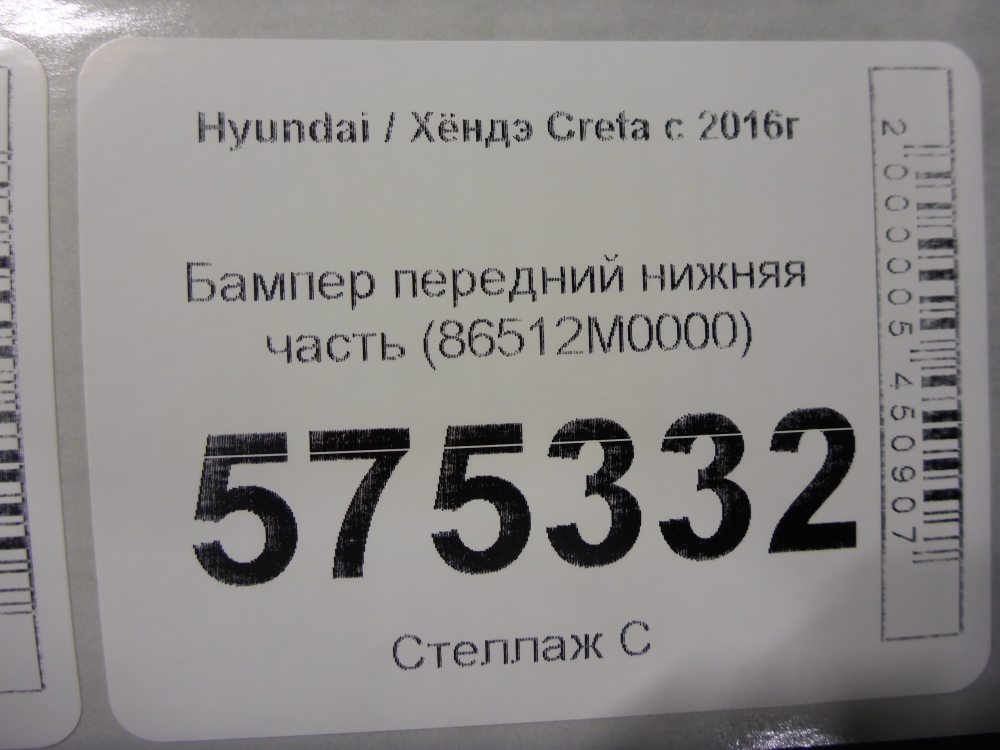 Hyundai / Хёндэ Creta с 2016г
Бампер передний нижняя
часть (86512M0000)
575332
Стеллаж С
2000005450907